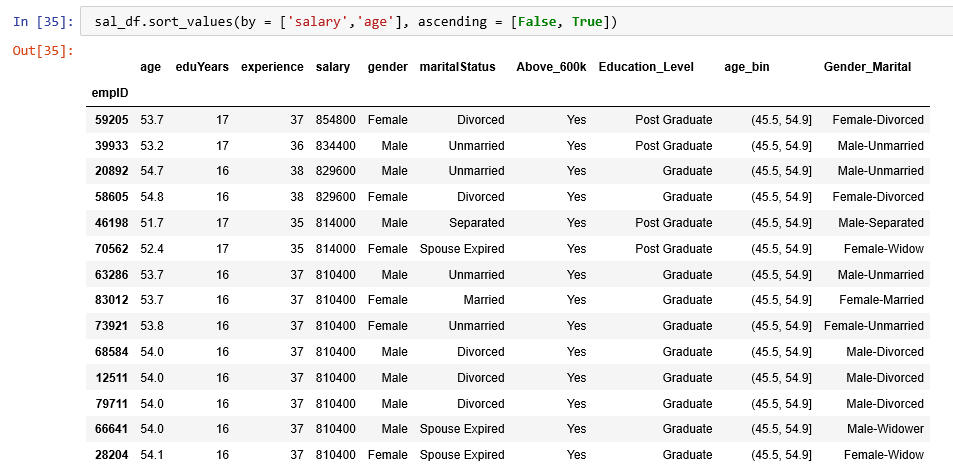 In [35]: sal_df.sort_values(by = ['salary','age'], ascending = [False, True])
Out[35]:
age eduYears experience salary gender maritalStatus Above_600k Education_Level age_bin Gender_Marital
empID
59205 53.7 17 37 854800 Female Divorced Yes Post Graduate (45.5, 54.9] Female-Divorced
39933 53.2 17 36 834400 Male Unmarried Yes Post Graduate (45.5, 54.9] Male-Unmarried
20892 54.7 16 38 829600 Male Unmarried Yes Graduate (45.5, 54.9] Male-Unmarried
58605 54.8 16 38 829600 Female Divorced Yes Graduate (45.5, 54.9] Female-Divorced
46198 51.7 17 35 814000 Male Separated Yes Post Graduate (45.5, 54.9] Male-Separated
70562 52.4 17 35 814000 Female Spouse Expired Yes Post Graduate (45.5, 54.9] Female-Widow
63286 53.7 16 37 810400 Male Unmarried Yes Graduate (45.5, 54.9] Male-Unmarried
83012 53.7 16 37 810400 Female Married Yes Graduate (45.5, 54.9] Female-Married
73921 53.8 16 37 810400 Female Unmarried Yes Graduate (45.5, 54.9] Female-Unmarried
68584 54.0 16 37 810400 Male Divorced Yes Graduate (45.5, 54.9] Male-Divorced
12511 54.0 16 37 810400 Male Divorced Yes Graduate (45.5, 54.9] Male-Divorced
79711 54.0 16 37 810400 Male Divorced Yes Graduate (45.5, 54.9] Male-Divorced
66641 54.0 16 37 810400 Male Spouse Expired Yes Graduate (45.5, 54.9] Male-Widower
28204 54.1 16 37 810400 Female Spouse Expired Yes Graduate (45.5, 54.9] Female-Widow